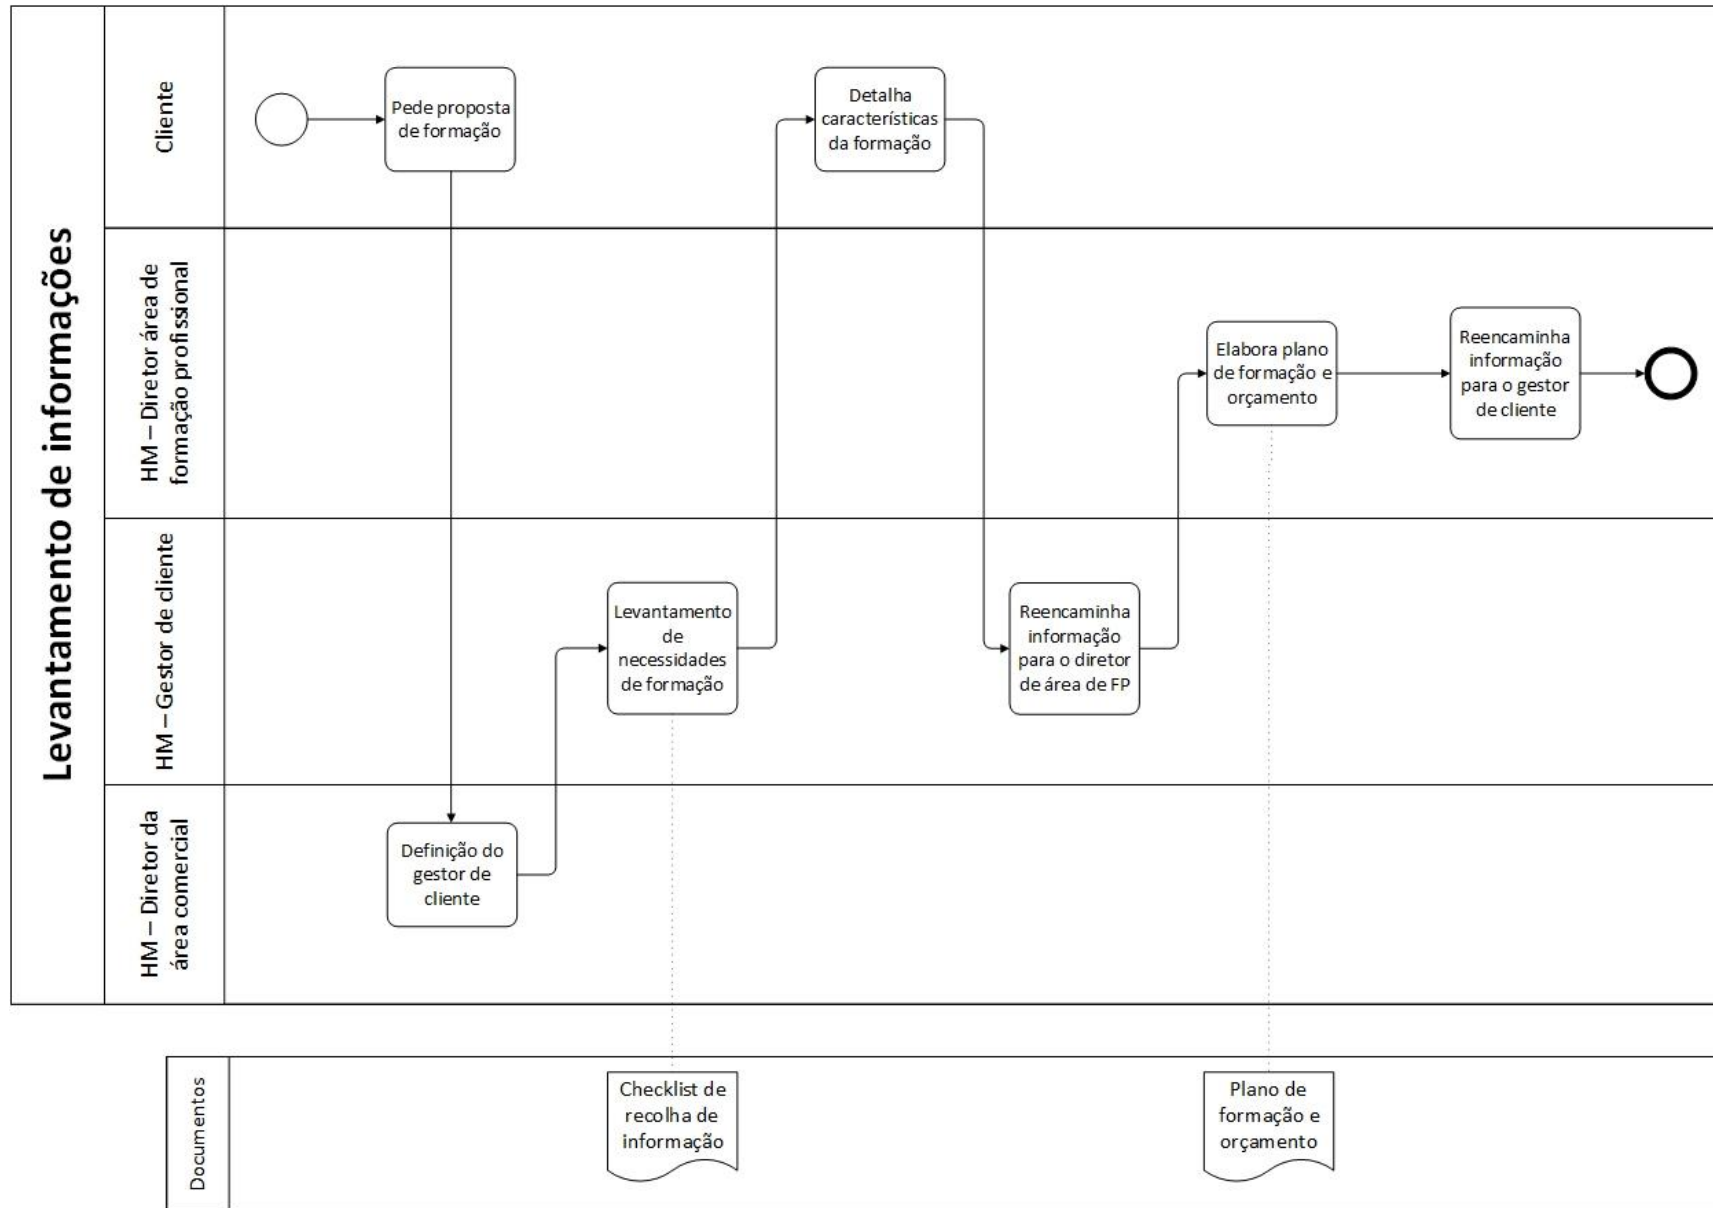 Levantamento de informações
Cliente
Pede proposta
de formação
Detalha
características
da formação
HM – Diretor área de
formação profissional
Elabora plano
de formação e
orçamento
Reencaminha
informação
para o gestor
de cliente
HM – Gestor de cliente
Levantamento
de
necessidades
de formação
Reencaminha
informação
para o diretor
de área de FP
HM – Diretor da
área comercial
Definição do
gestor de
cliente
Documentos
Checklist de
recolha de
informação
Plano de
formação e
orçamento